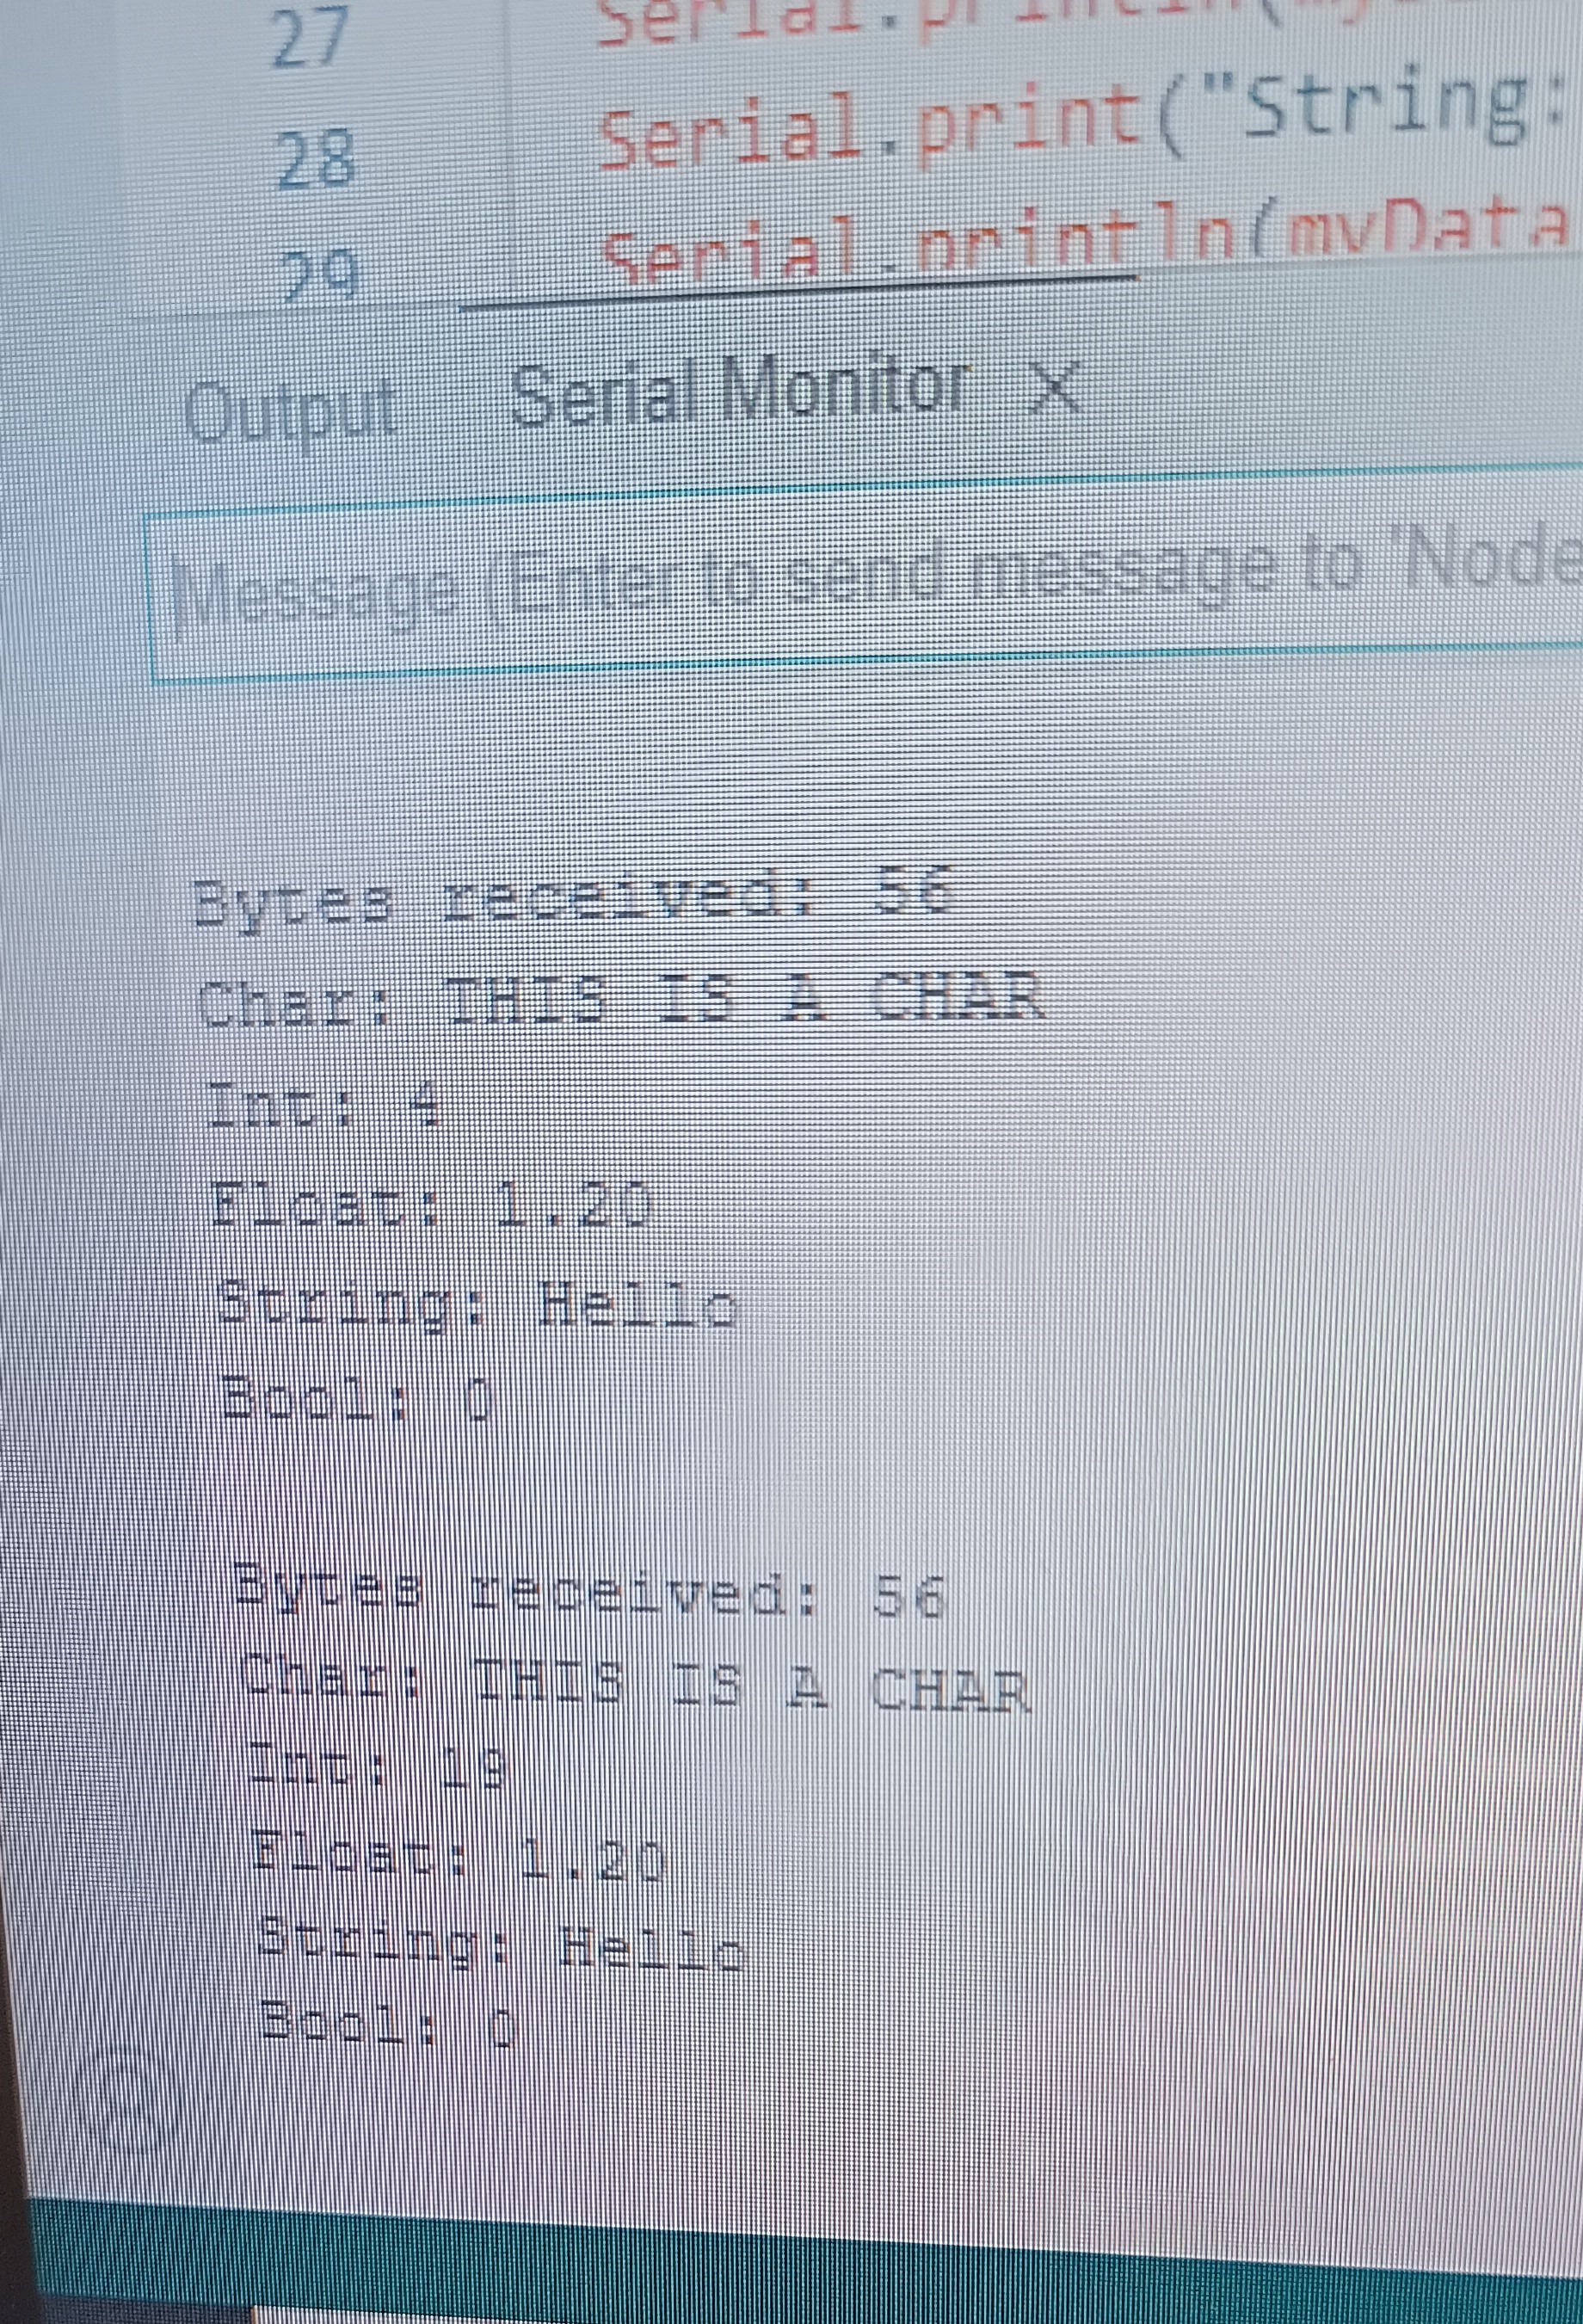 27
28 Serial.print("String:
29 Serial.println(myData
Output Serial Monitor X
Message (Enter to send message to 'Node
Bytes received: 56
Char: THIS IS A CHAR
Int: 4
Float: 1.20
String: Hello
Bool: 0
Bytes received: 56
Char: THIS IS A CHAR
Int: 19
Float: 1.20
String: Hello
Bool: 0